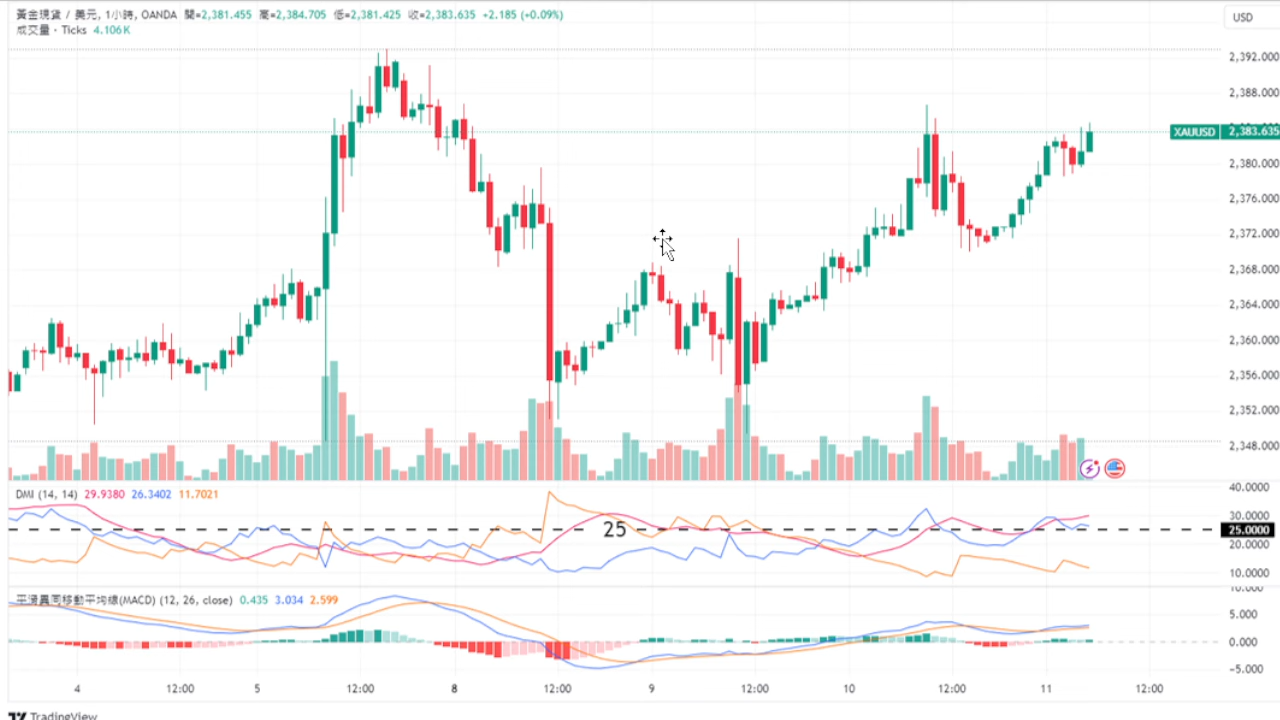 黃金現貨 / 美元, 1小時, OANDA 開=2,381.455 高=2,384.705 低=2,381.425 收=2,383.635 +2.185 (+0.09%)
成交量 · Ticks 4.106K
USD
2,392.000
2,388.000
XAUUSD 2,383.635
2,380.000
2,376.000
2,372.000
2,368.000
2,364.000
2,360.000
2,356.000
2,352.000
2,348.000
DMI (14, 14) 29.9380 26.3402 11.7021
40.0000
30.0000
25
25.0000
20.0000
10.0000
平滑異同移動平均線(MACD) (12, 26, close) 0.435 3.034 2.599
10.000
5.000
0.000
-5.000
4 12:00 5 12:00 8 12:00 9 12:00 10 12:00 11 12:00
TradingView